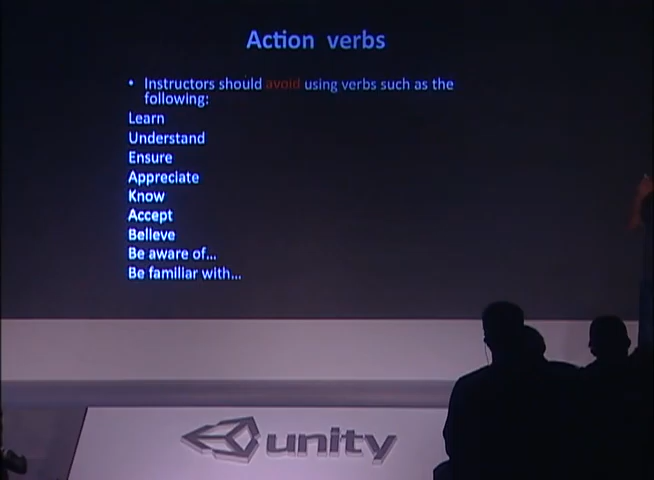 Action verbs
• Instructors should avoid using verbs such as the
following:
Learn
Understand
Ensure
Appreciate
Know
Accept
Believe
Be aware of...
Be familiar with...
unity